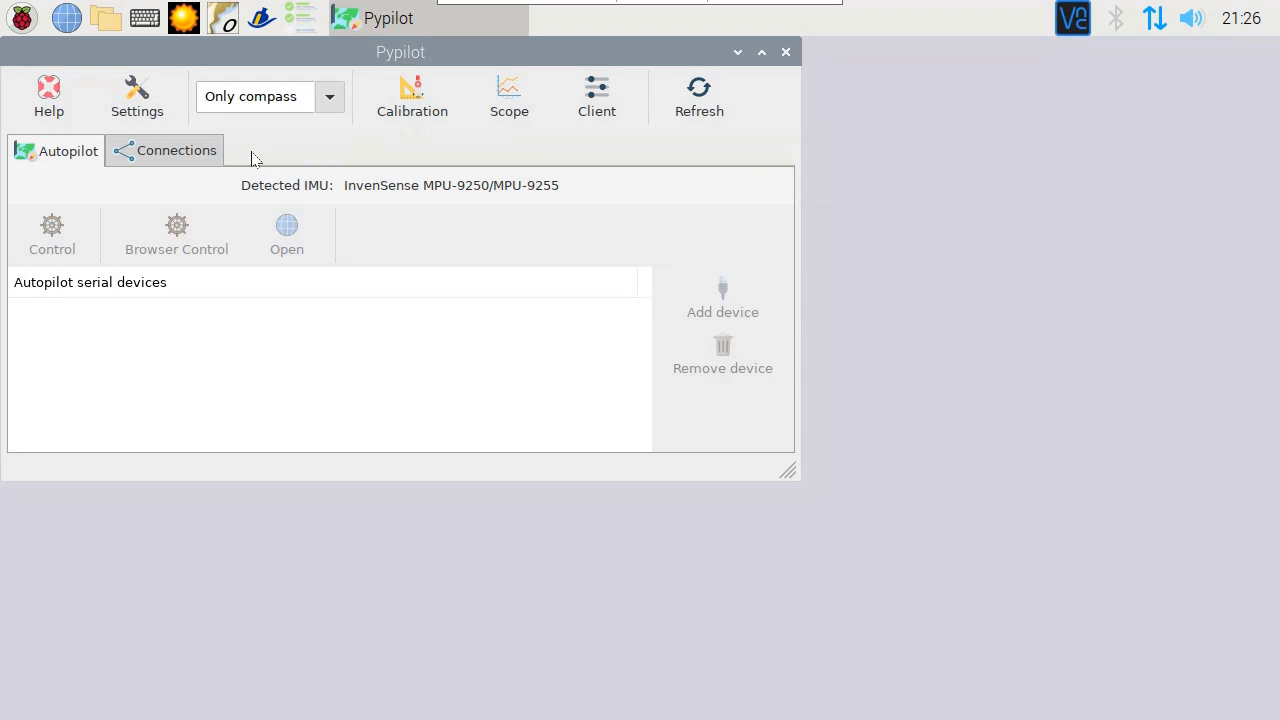 Pypilot
21:26
Pypilot
Help
Settings
Only compass
Calibration
Scope
Client
Refresh
Autopilot
Connections
Detected IMU: InvenSense MPU-9250/MPU-9255
Control
Browser Control
Open
Autopilot serial devices
Add device
Remove device